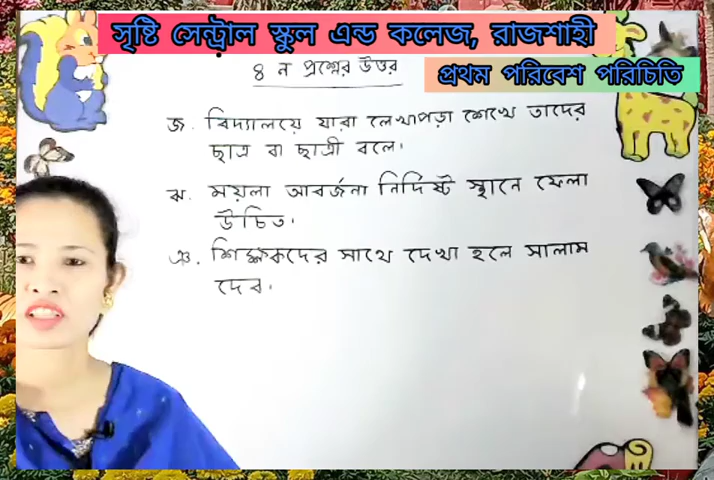 সৃষ্টি সেন্ট্রাল স্কুল এন্ড কলেজ, রাজশাহী
প্রথম পরিবেশ পরিচিতি
৪ ন প্রশ্নের উত্তর
জ. বিদ্যালয়ে যারা লেখাপড়া শেখে তাদের
ছাত্র বা ছাত্রী বলে।
ঝ. ময়লা আবর্জনা নির্দিষ্ট স্থানে ফেলা
উচিত।
ঞ. শিক্ষকদের সাথে দেখা হলে সালাম
দেব।